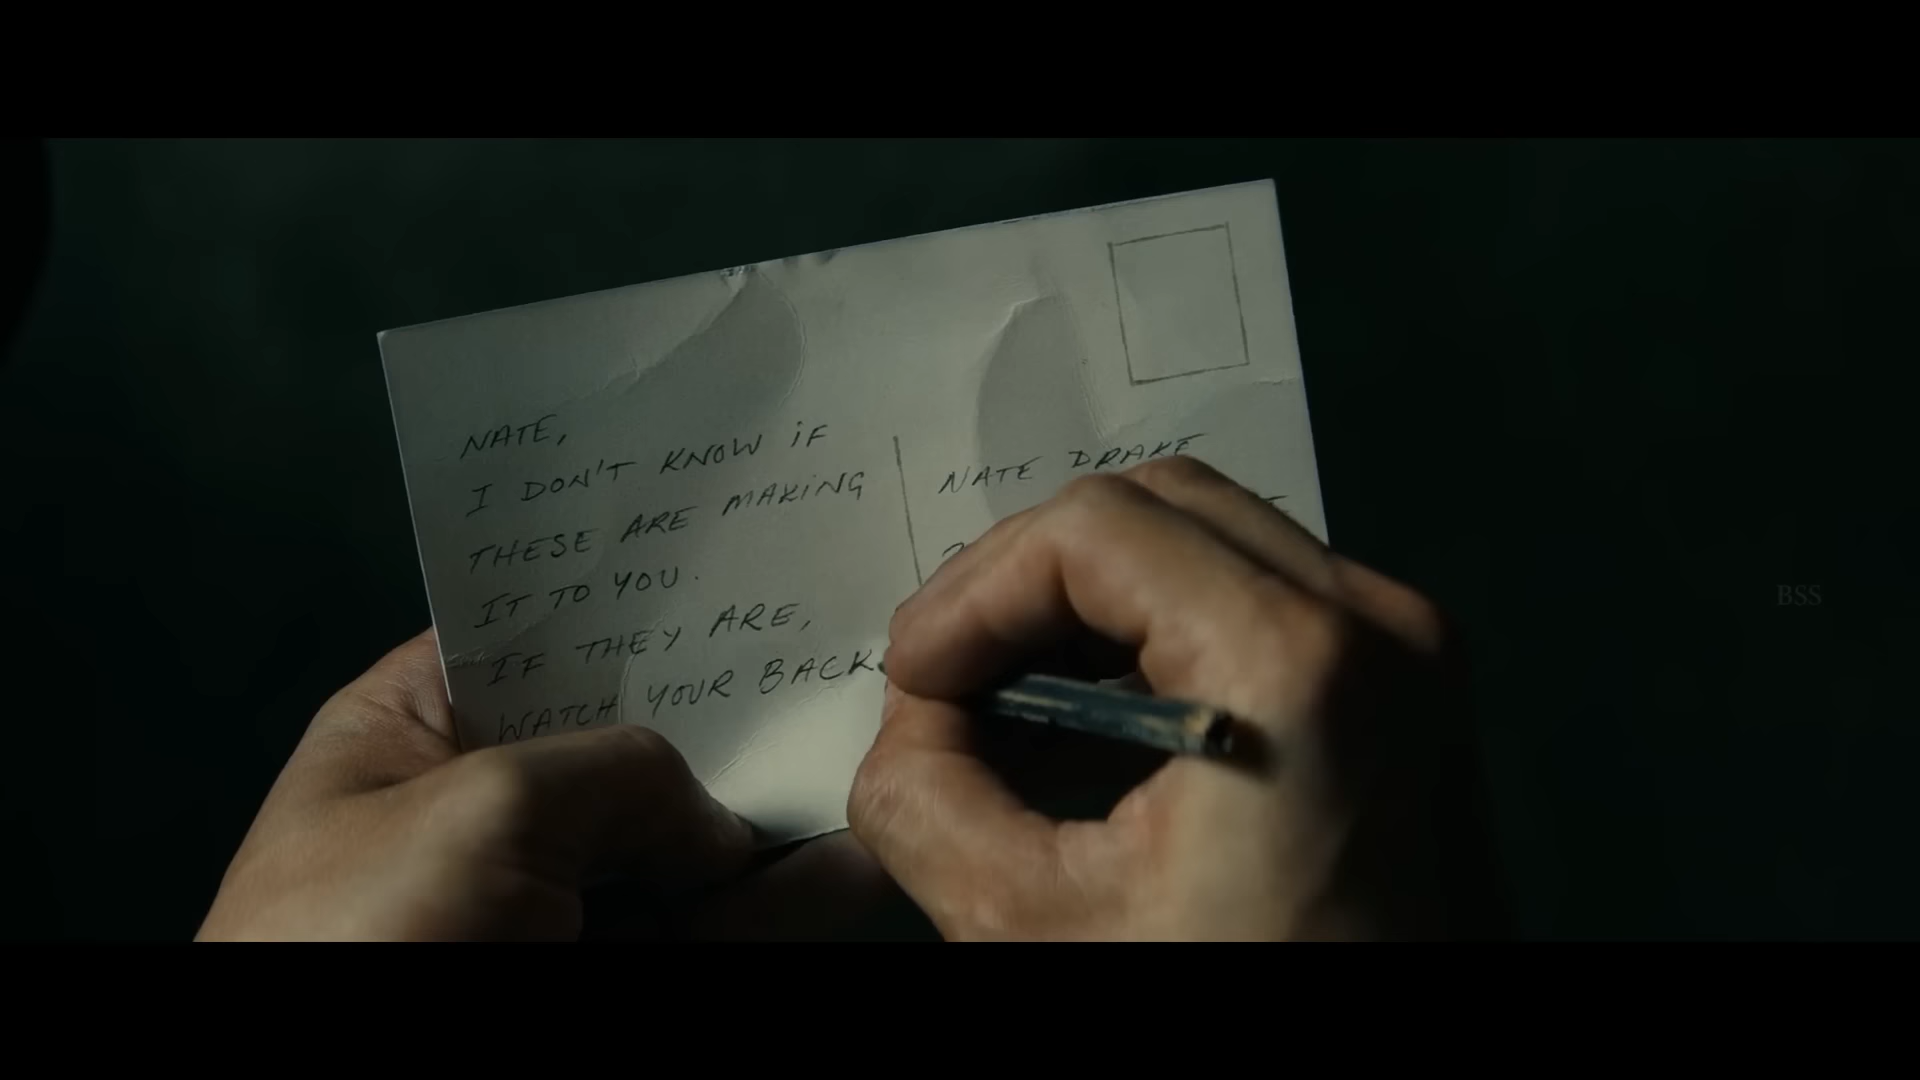 NATE,
I DON'T KNOW iF
THESE ARE MAKiNG
IT TO YOU.
IF THEY ARE,
WATCH YOUR BACK
NATE DRAKE
BSS